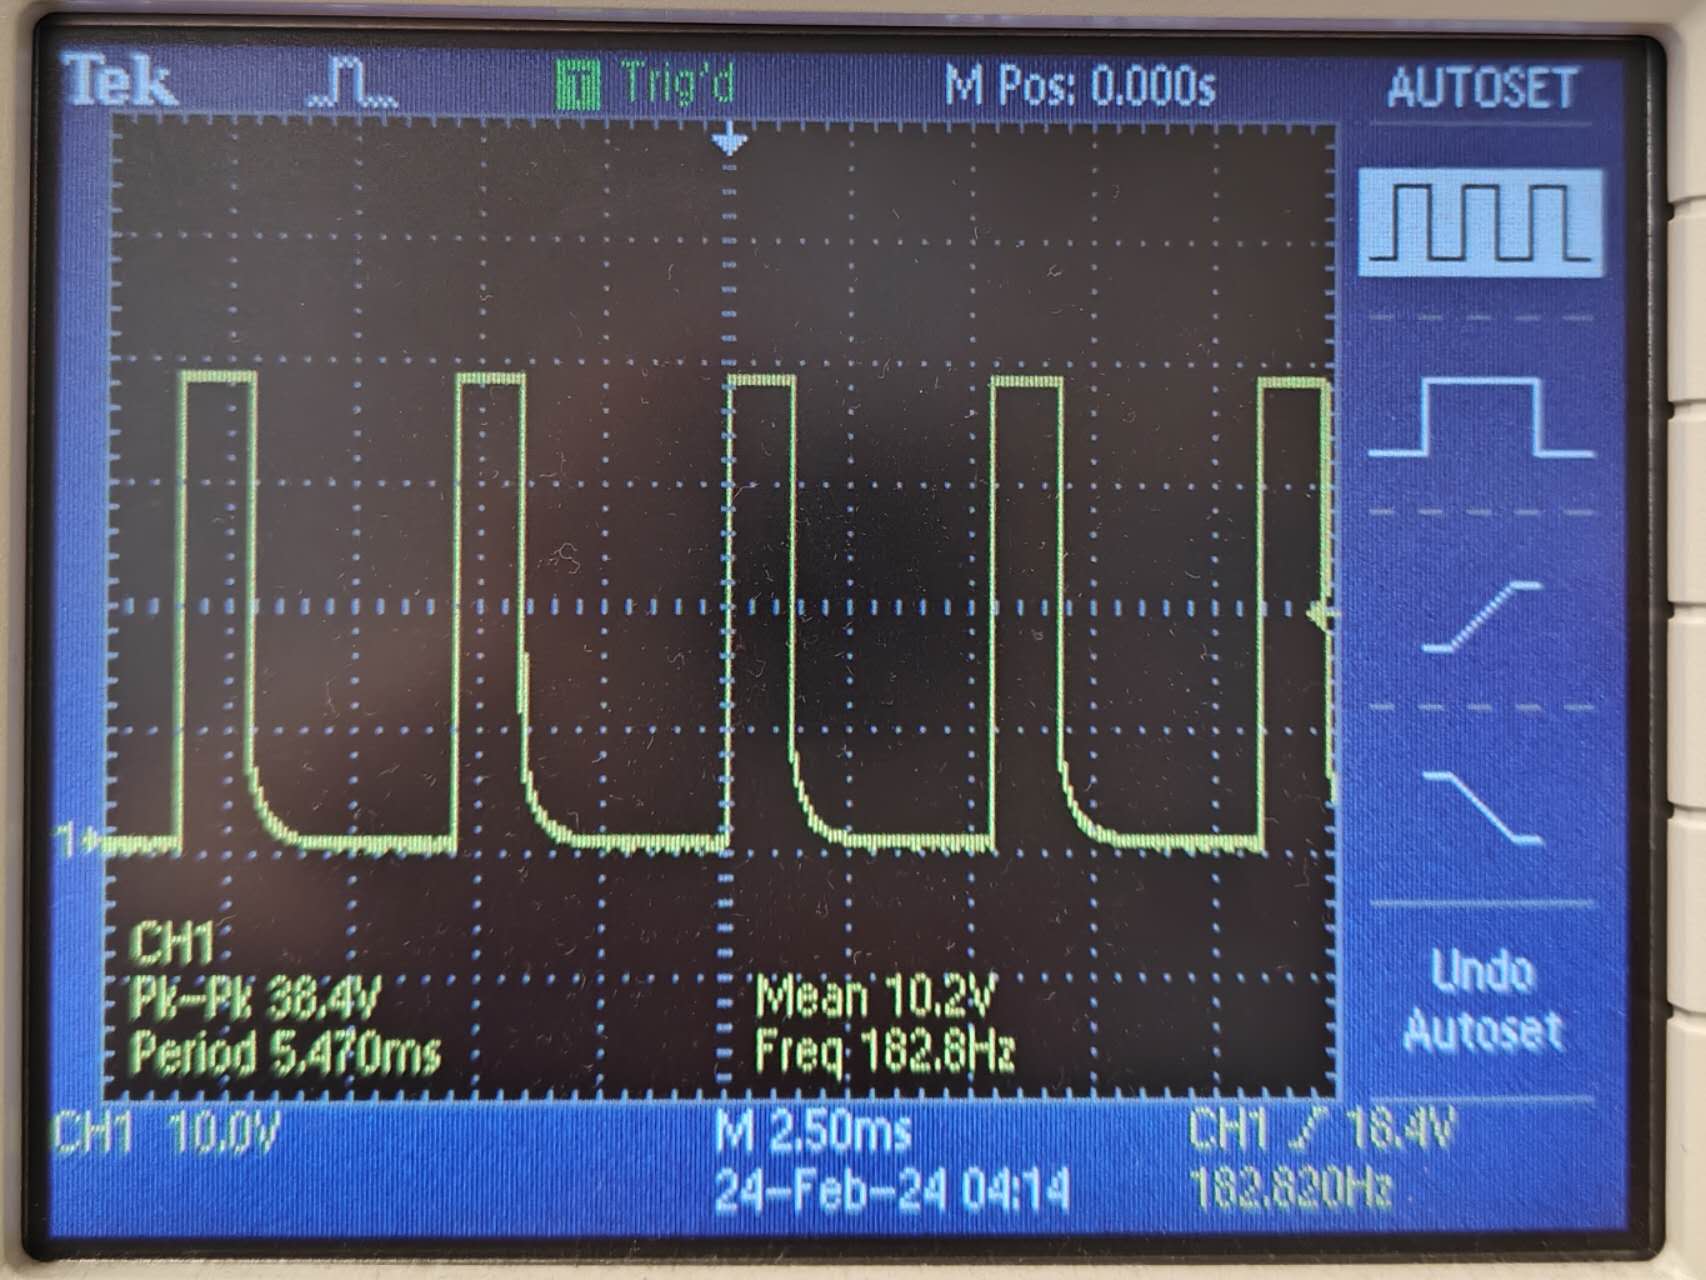 Tek Trig'd M Pos: 0.000s AUTOSET
1
CH1
Pk-Pk 38.4V Mean 10.2V
Period 5.470ms Freq 182.8Hz
Undo
Autoset
CH1 10.0V M 2.50ms CH1 18.4V
24-Feb-24 04:14 182.820Hz